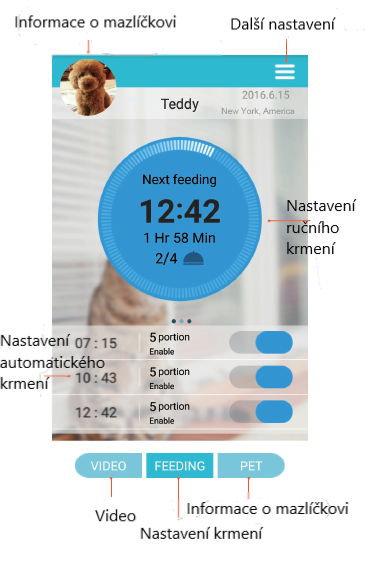 Informace o mazlíčkovi
Další nastavení
Teddy
2016.6.15
New York, America
Next feeding
12:42
1 Hr 58 Min
2/4
Nastavení
ručního
krmení
Nastavení
automatického
krmení
07 : 15
5 portion
Enable
10 : 43
5 portion
Enable
12 : 42
5 portion
Enable
VIDEO
FEEDING
PET
Video
Nastavení krmení
Informace o mazlíčkovi